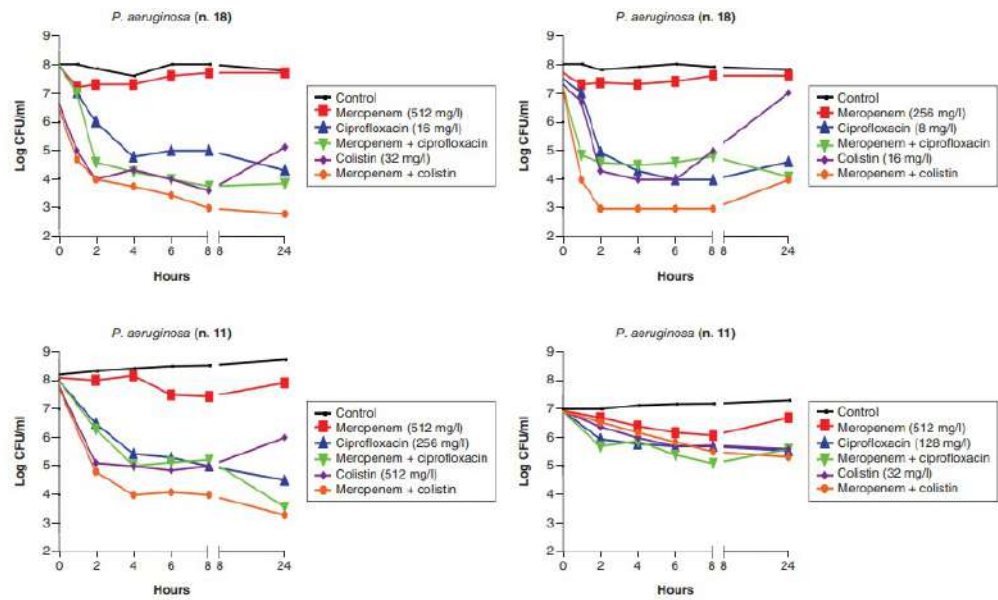 P. aeruginosa (n. 18)
9
8
7
6
5
4
3
2
Log CFU/ml
0 2 4 6 8 8 24
Hours
Control
Meropenem (512 mg/l)
Ciprofloxacin (16 mg/l)
Meropenem + ciprofloxacin
Colistin (32 mg/l)
Meropenem + colistin
P. aeruginosa (n. 18)
9
8
7
6
5
4
3
2
Log CFU/ml
0 2 4 6 8 8 24
Hours
Control
Meropenem (256 mg/l)
Ciprofloxacin (8 mg/l)
Meropenem + ciprofloxacin
Colistin (16 mg/l)
Meropenem + colistin
P. aeruginosa (n. 11)
9
8
7
6
5
4
3
2
Log CFU/ml
0 2 4 6 8 8 24
Hours
Control
Meropenem (512 mg/l)
Ciprofloxacin (256 mg/l)
Meropenem + ciprofloxacin
Colistin (512 mg/l)
Meropenem + colistin
P. aeruginosa (n. 11)
9
8
7
6
5
4
3
2
Log CFU/ml
0 2 4 6 8 8 24
Hours
Control
Meropenem (512 mg/l)
Ciprofloxacin (128 mg/l)
Meropenem + ciprofloxacin
Colistin (32 mg/l)
Meropenem + colistin